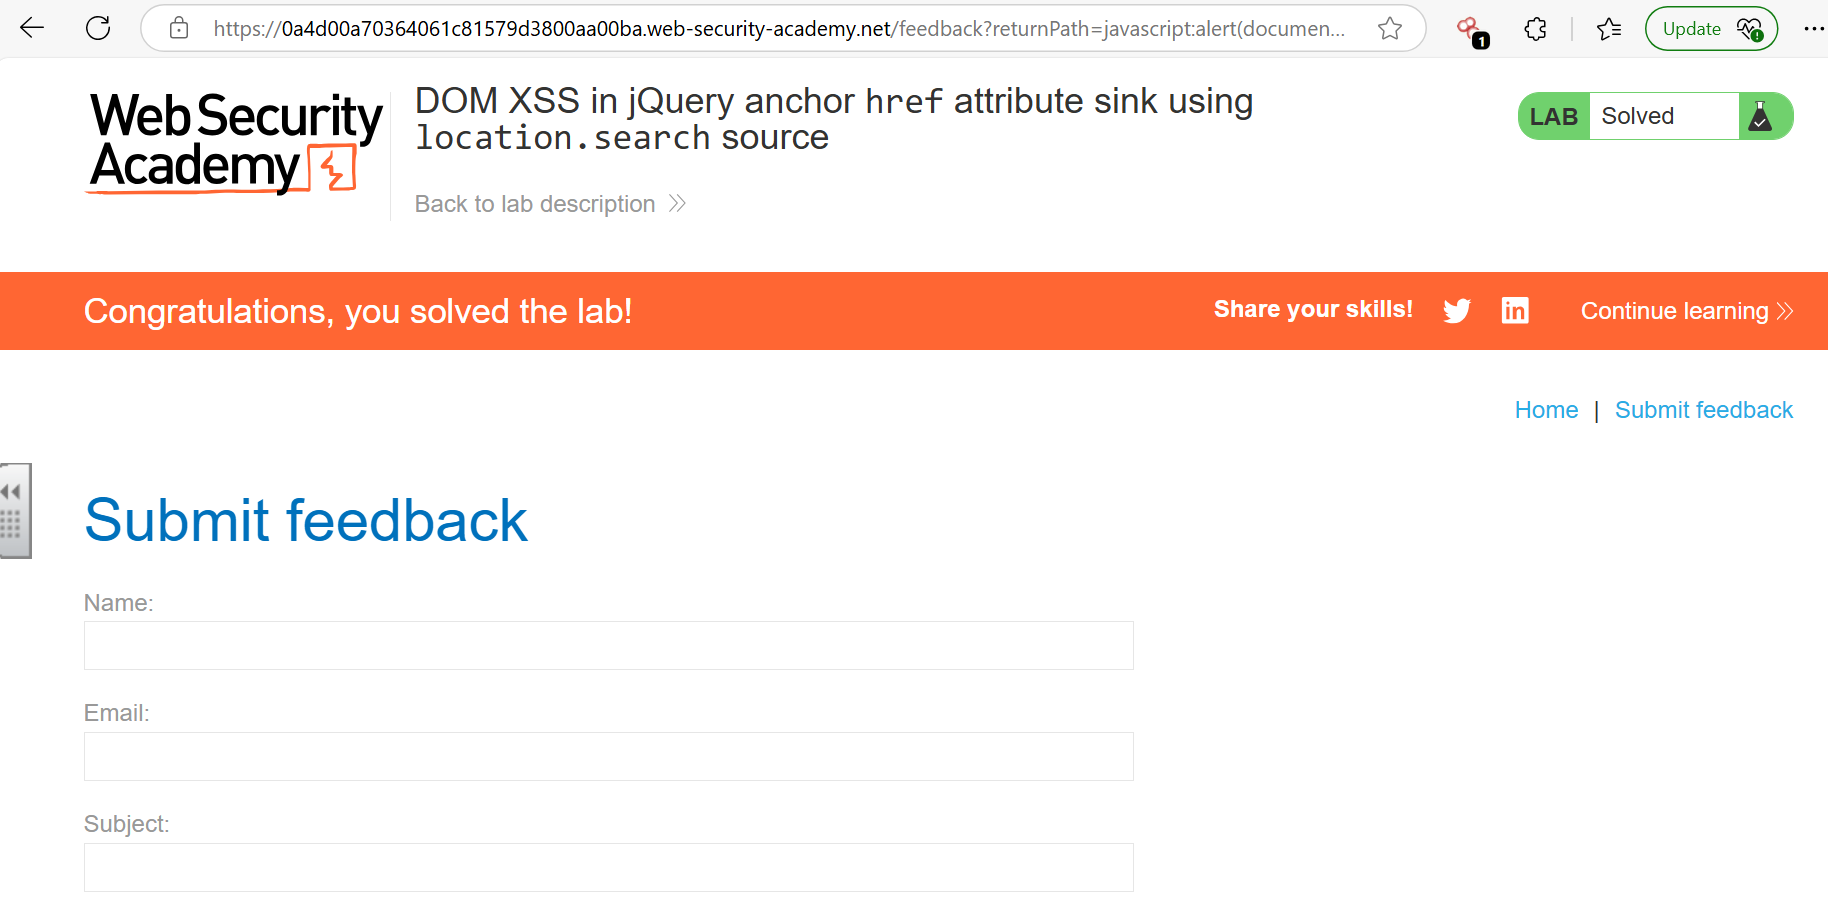 https://0a4d00a70364061c81579d3800aa00ba.web-security-academy.net/feedback?returnPath=javascript:alert(documen...
1
Update
Web Security
Academy
DOM XSS in jQuery anchor href attribute sink using
location.search source
Back to lab description
LAB Solved
Congratulations, you solved the lab!
Share your skills!
in
Continue learning
Home | Submit feedback
Submit feedback
Name:
Email:
Subject: